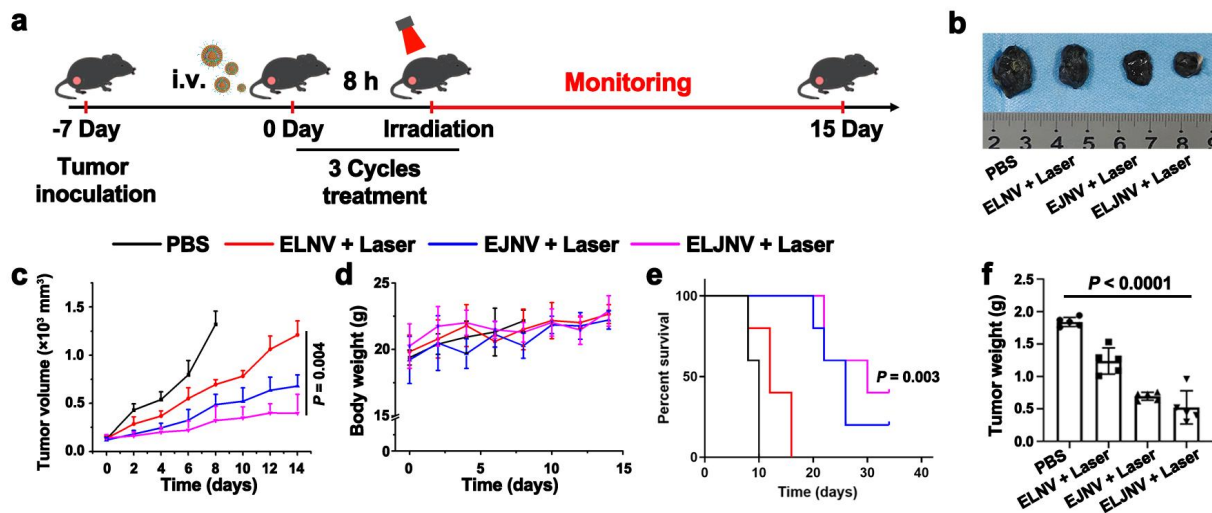 a
i.v.
8 h
Monitoring
-7 Day
0 Day
Irradiation
15 Day
Tumor
inoculation
3 Cycles
treatment
b
2 3 4 5 6 7 8 9
PBS
ELNV + Laser
EJNV + Laser
ELJNV + Laser
PBS
ELNV + Laser
EJNV + Laser
ELJNV + Laser
c
Tumor volume (×10³ mm³)
1.5
1.0
0.5
0.0
0 2 4 6 8 10 12 14
Time (days)
P = 0.004
d
Body weight (g)
25
20
15
0
0 5 10 15
Time (days)
e
Percent survival
100
50
0
0 10 20 30 40
Time (days)
P = 0.003
f
Tumor weight (g)
2.5
2.0
1.5
1.0
0.5
0.0
P < 0.0001
PBS
ELNV + Laser
EJNV + Laser
ELJNV + Laser